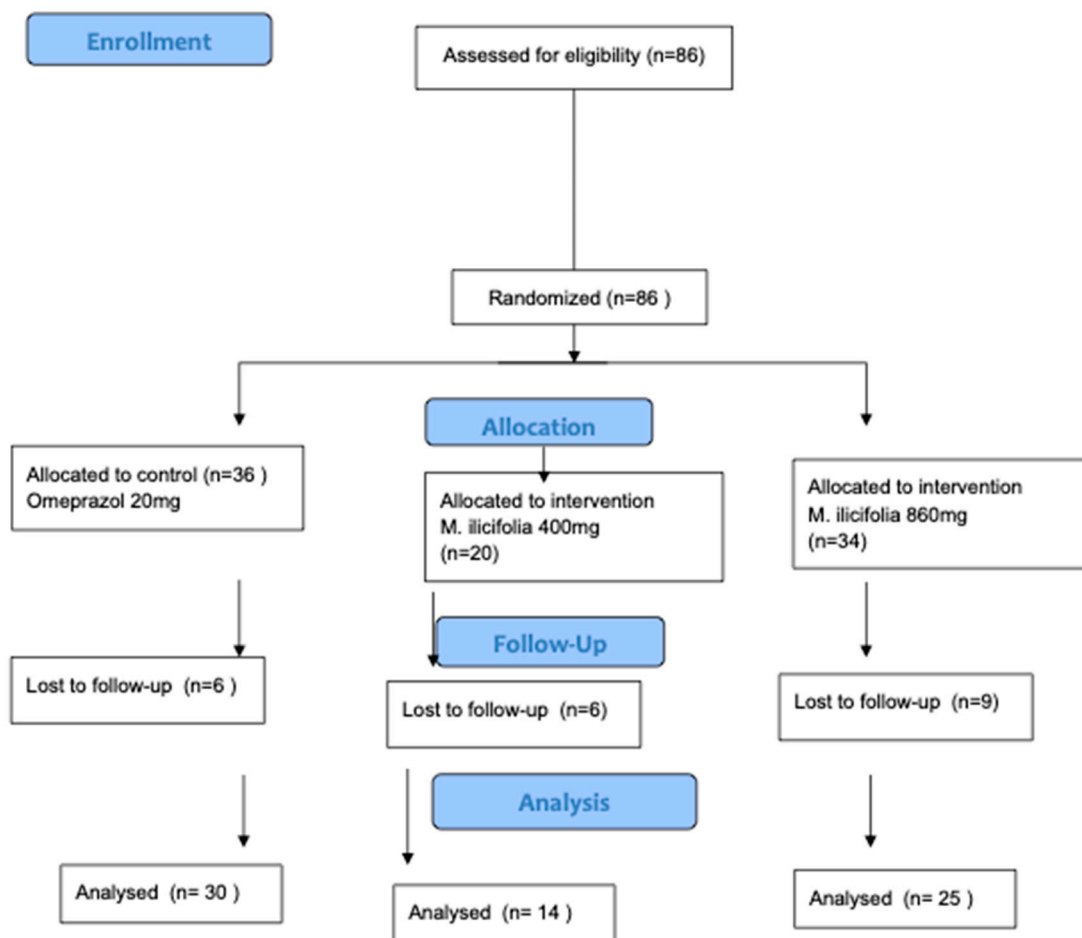 Enrollment
Assessed for eligibility (n=86)
Randomized (n=86 )
Allocation
Allocated to control (n=36 )
Omeprazol 20mg
Allocated to intervention
M. ilicifolia 400mg
(n=20)
Allocated to intervention
M. ilicifolia 860mg
(n=34)
Follow-Up
Lost to follow-up (n=6 )
Lost to follow-up (n=6)
Lost to follow-up (n=9)
Analysis
Analysed (n= 30 )
Analysed (n= 14 )
Analysed (n= 25 )